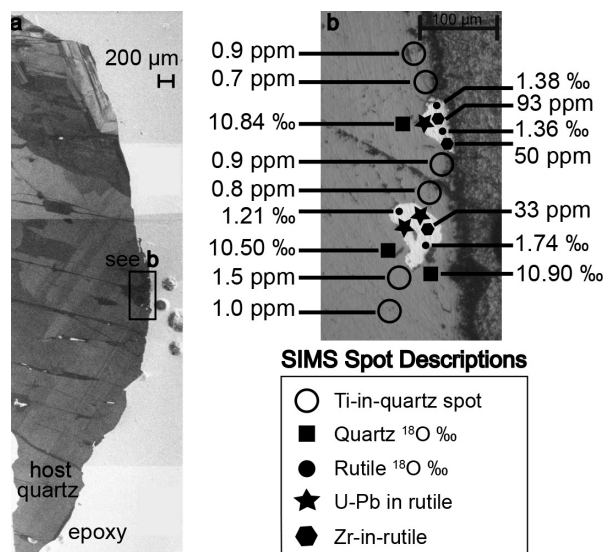 a
200 µm
see b
host
quartz
epoxy
b
100 µm
0.9 ppm
0.7 ppm
10.84 ‰
0.9 ppm
0.8 ppm
1.21 ‰
10.50 ‰
1.5 ppm
1.0 ppm
1.38 ‰
93 ppm
1.36 ‰
50 ppm
33 ppm
1.74 ‰
10.90 ‰
SIMS Spot Descriptions
Ti-in-quartz spot
Quartz ¹⁸O ‰
Rutile ¹⁸O ‰
U-Pb in rutile
Zr-in-rutile